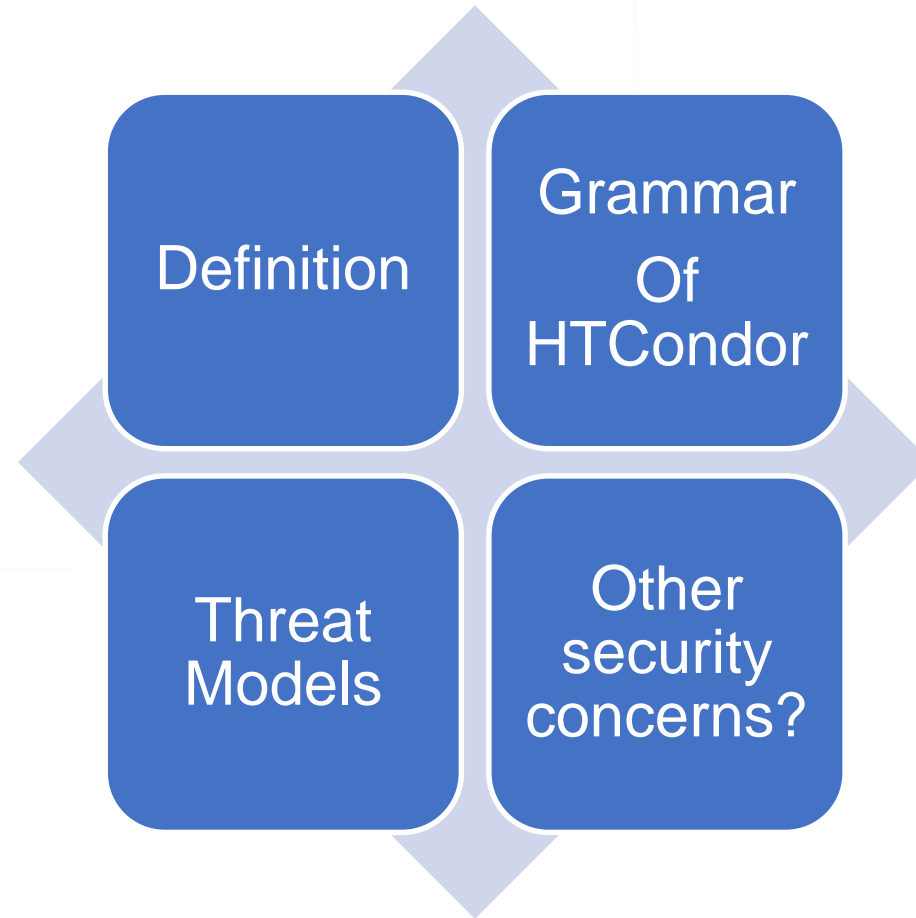 Definition
Grammar
Of
HTCondor
Threat
Models
Other
security
concerns?